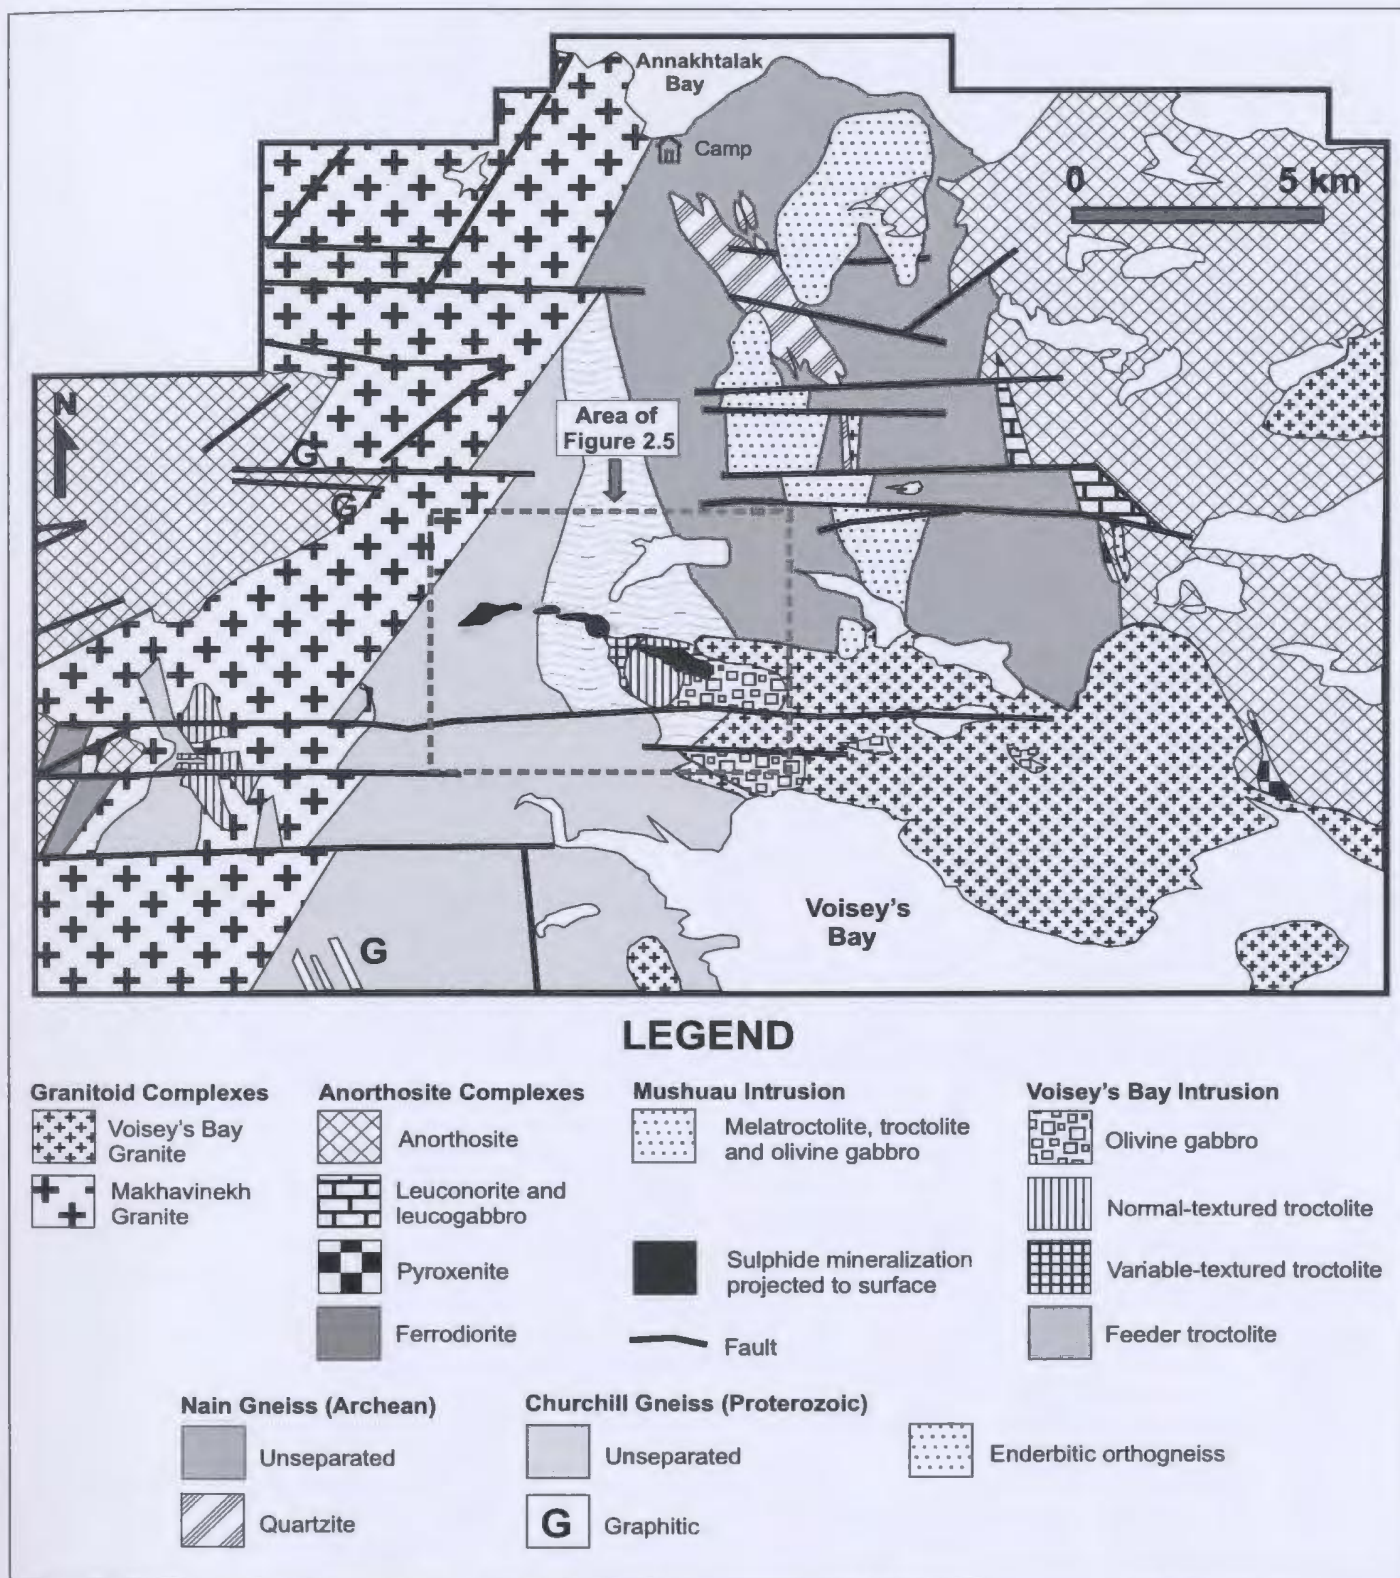 Annakhtalak
Bay
Camp
0 5 km
N
Area of
Figure 2.5
G
G
G
Voisey's
Bay
LEGEND
Granitoid Complexes
Voisey's Bay
Granite
Makhavinekh
Granite
Anorthosite Complexes
Anorthosite
Leuconorite and
leucogabbro
Pyroxenite
Ferrodiorite
Mushuau Intrusion
Melatroctolite, troctolite
and olivine gabbro
Sulphide mineralization
projected to surface
Fault
Voisey's Bay Intrusion
Olivine gabbro
Normal-textured troctolite
Variable-textured troctolite
Feeder troctolite
Nain Gneiss (Archean)
Unseparated
Quartzite
Churchill Gneiss (Proterozoic)
Unseparated
G Graphitic
Enderbitic orthogneiss